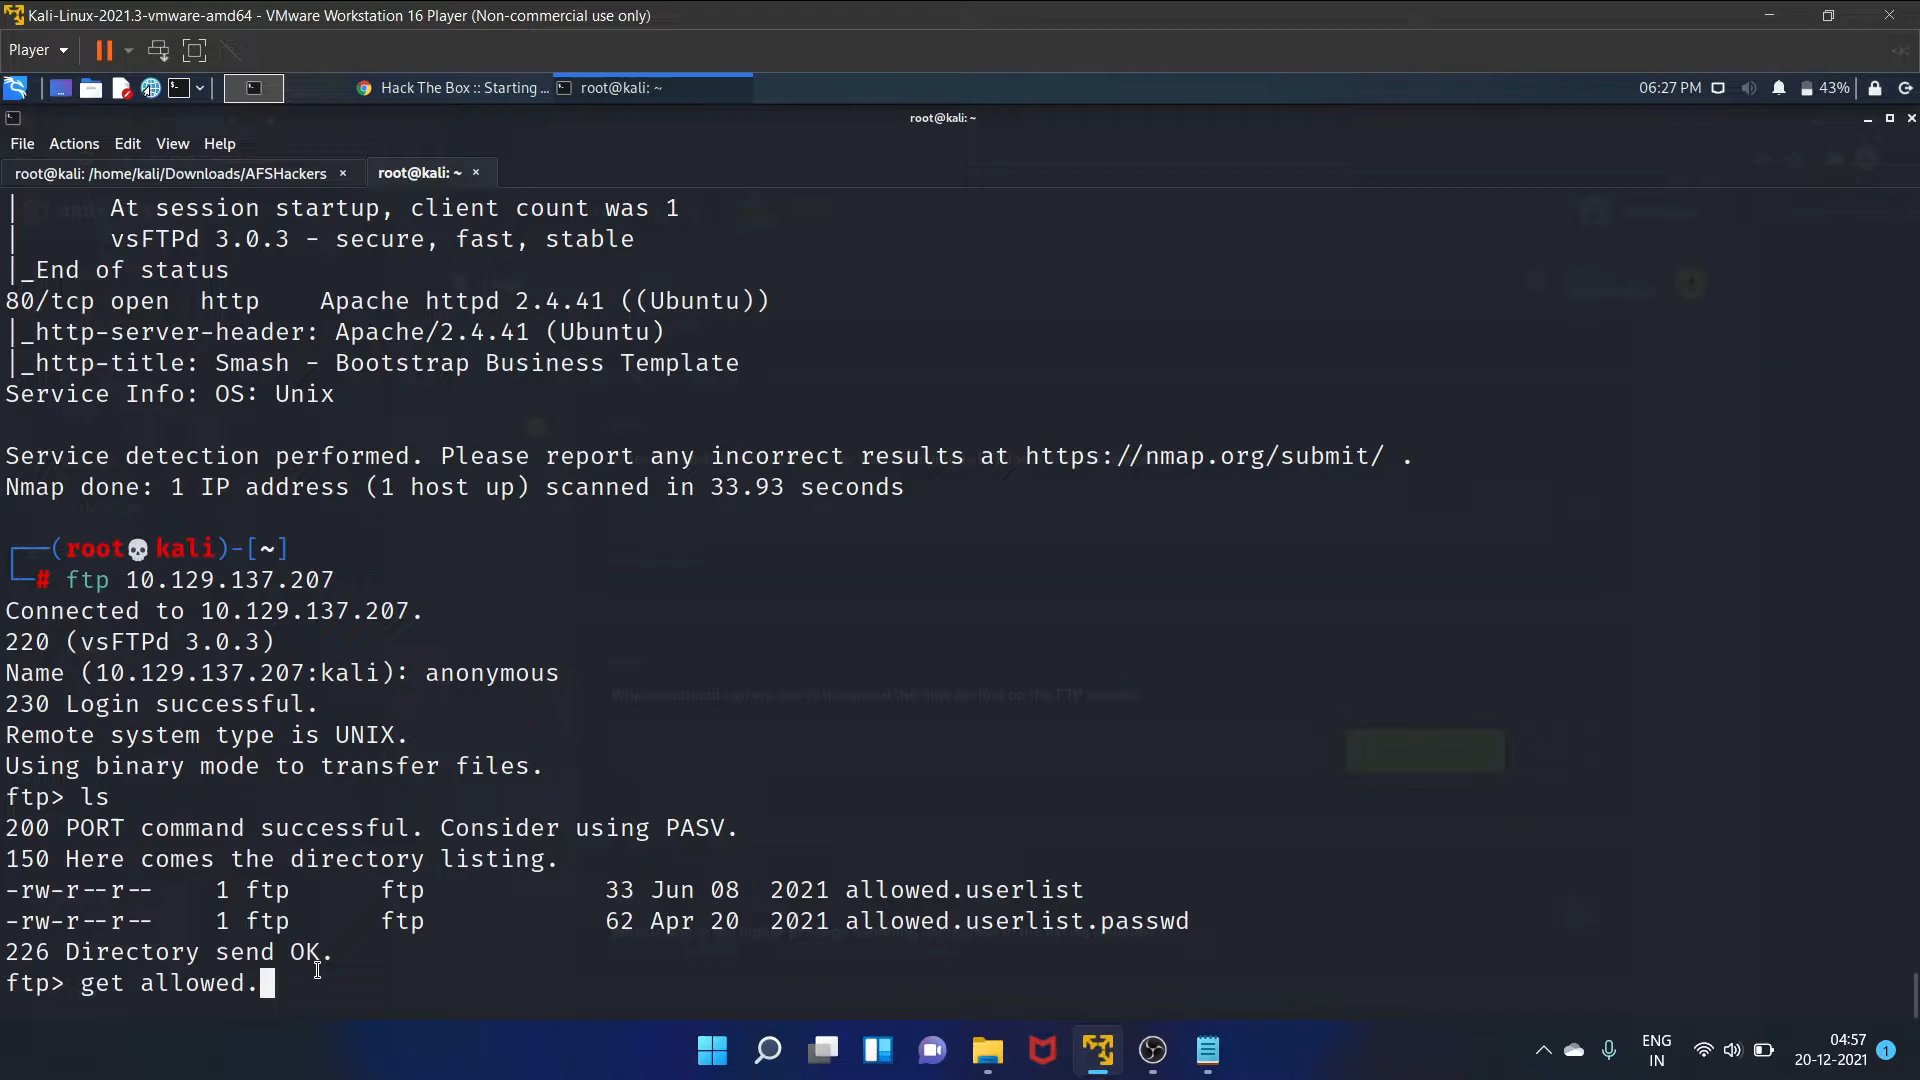 Kali-Linux-2021.3-vmware-amd64 - VMware Workstation 16 Player (Non-commercial use only)
Player
Hack The Box :: Starting ...
root@kali: ~
06:27 PM
43%
root@kali: ~
File Actions Edit View Help
root@kali: /home/kali/Downloads/AFSHackers
root@kali: ~
|       At session startup, client count was 1
|       vsFTPd 3.0.3 - secure, fast, stable
|_End of status
80/tcp open  http    Apache httpd 2.4.41 ((Ubuntu))
|_http-server-header: Apache/2.4.41 (Ubuntu)
|_http-title: Smash - Bootstrap Business Template
Service Info: OS: Unix
Service detection performed. Please report any incorrect results at https://nmap.org/submit/ .
Nmap done: 1 IP address (1 host up) scanned in 33.93 seconds
┌──(root💀kali)-[~]
└─# ftp 10.129.137.207
Connected to 10.129.137.207.
220 (vsFTPd 3.0.3)
Name (10.129.137.207:kali): anonymous
230 Login successful.
Remote system type is UNIX.
Using binary mode to transfer files.
ftp> ls
200 PORT command successful. Consider using PASV.
150 Here comes the directory listing.
-rw-r--r--    1 ftp      ftp            33 Jun 08  2021 allowed.userlist
-rw-r--r--    1 ftp      ftp            62 Apr 20  2021 allowed.userlist.passwd
226 Directory send OK.
ftp> get allowed.
ENG
IN
04:57
20-12-2021
1